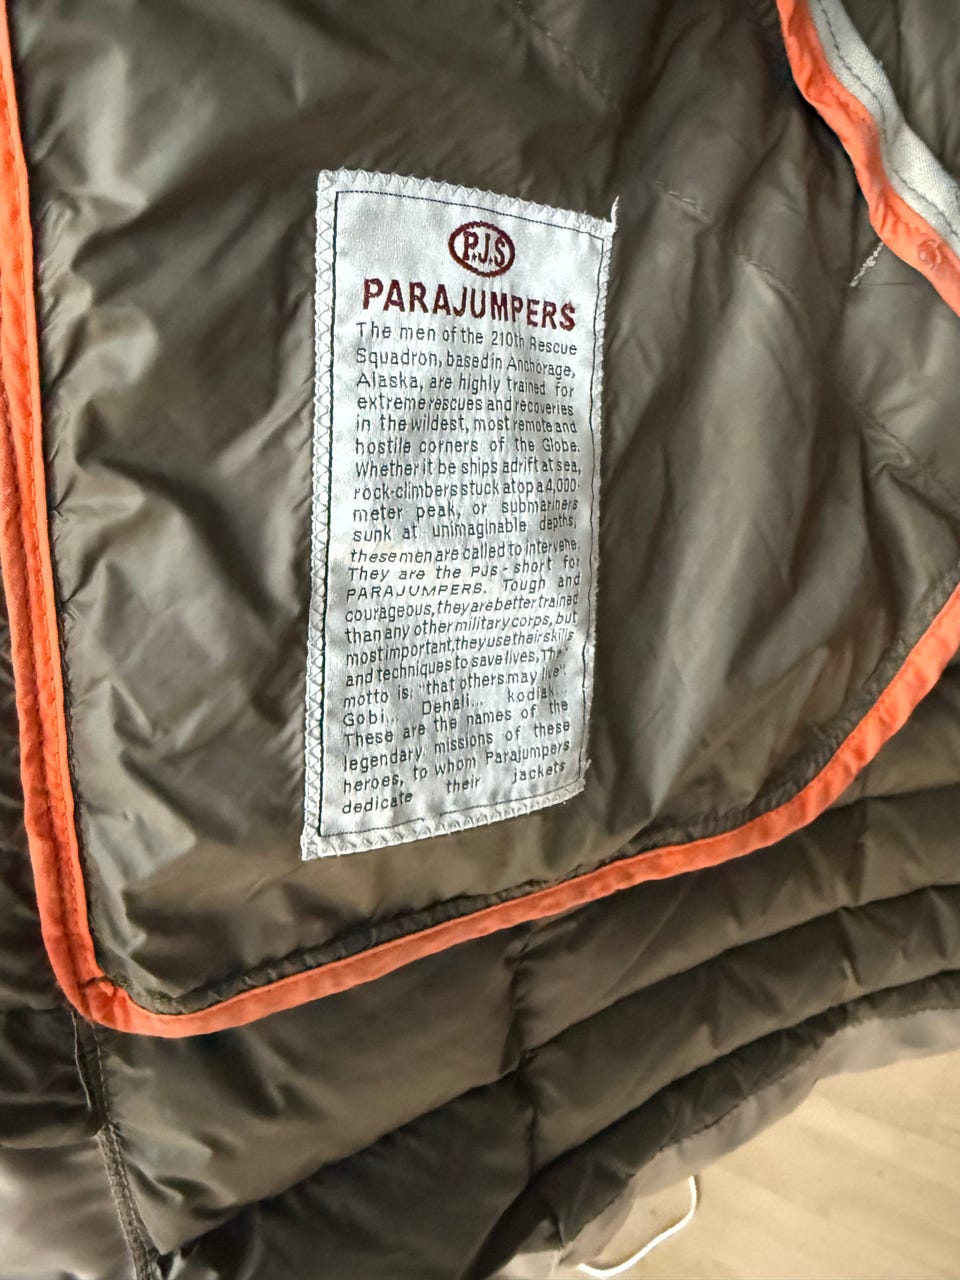 P.J.S
PARAJUMPERS
The men of the 210th Rescue
Squadron, based in Anchorage,
Alaska, are highly trained for
extreme rescues and recoveries
in the wildest, most remote and
hostile corners of the Globe.
Whether it be ships adrift at sea,
rock-climbers stuck atop a 4,000-
meter peak, or submariners
sunk at unimaginable depths,
these men are called to intervene.
They are the PJs - short for
PARAJUMPERS. Tough and
courageous, they are better trained
than any other military corps, but
most important, they use their skills
and techniques to save lives, The
motto is: "that others may live"
Gobi... Denali... kodiak...
These are the names of the
legendary missions of these
heroes, to whom Parajumpers
dedicate their jackets